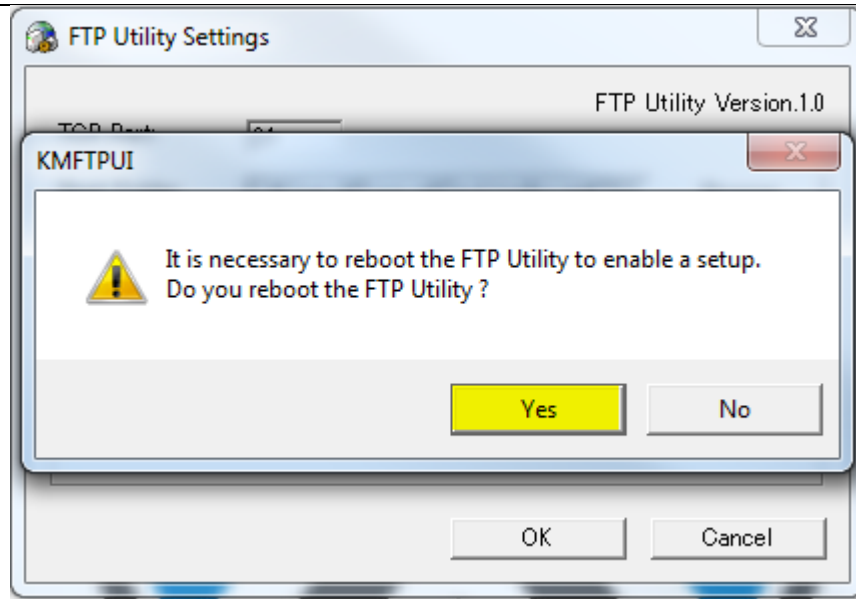 FTP Utility Settings
FTP Utility Version.1.0
KMFTPUI
It is necessary to reboot the FTP Utility to enable a setup.
Do you reboot the FTP Utility ?
Yes
No
OK
Cancel